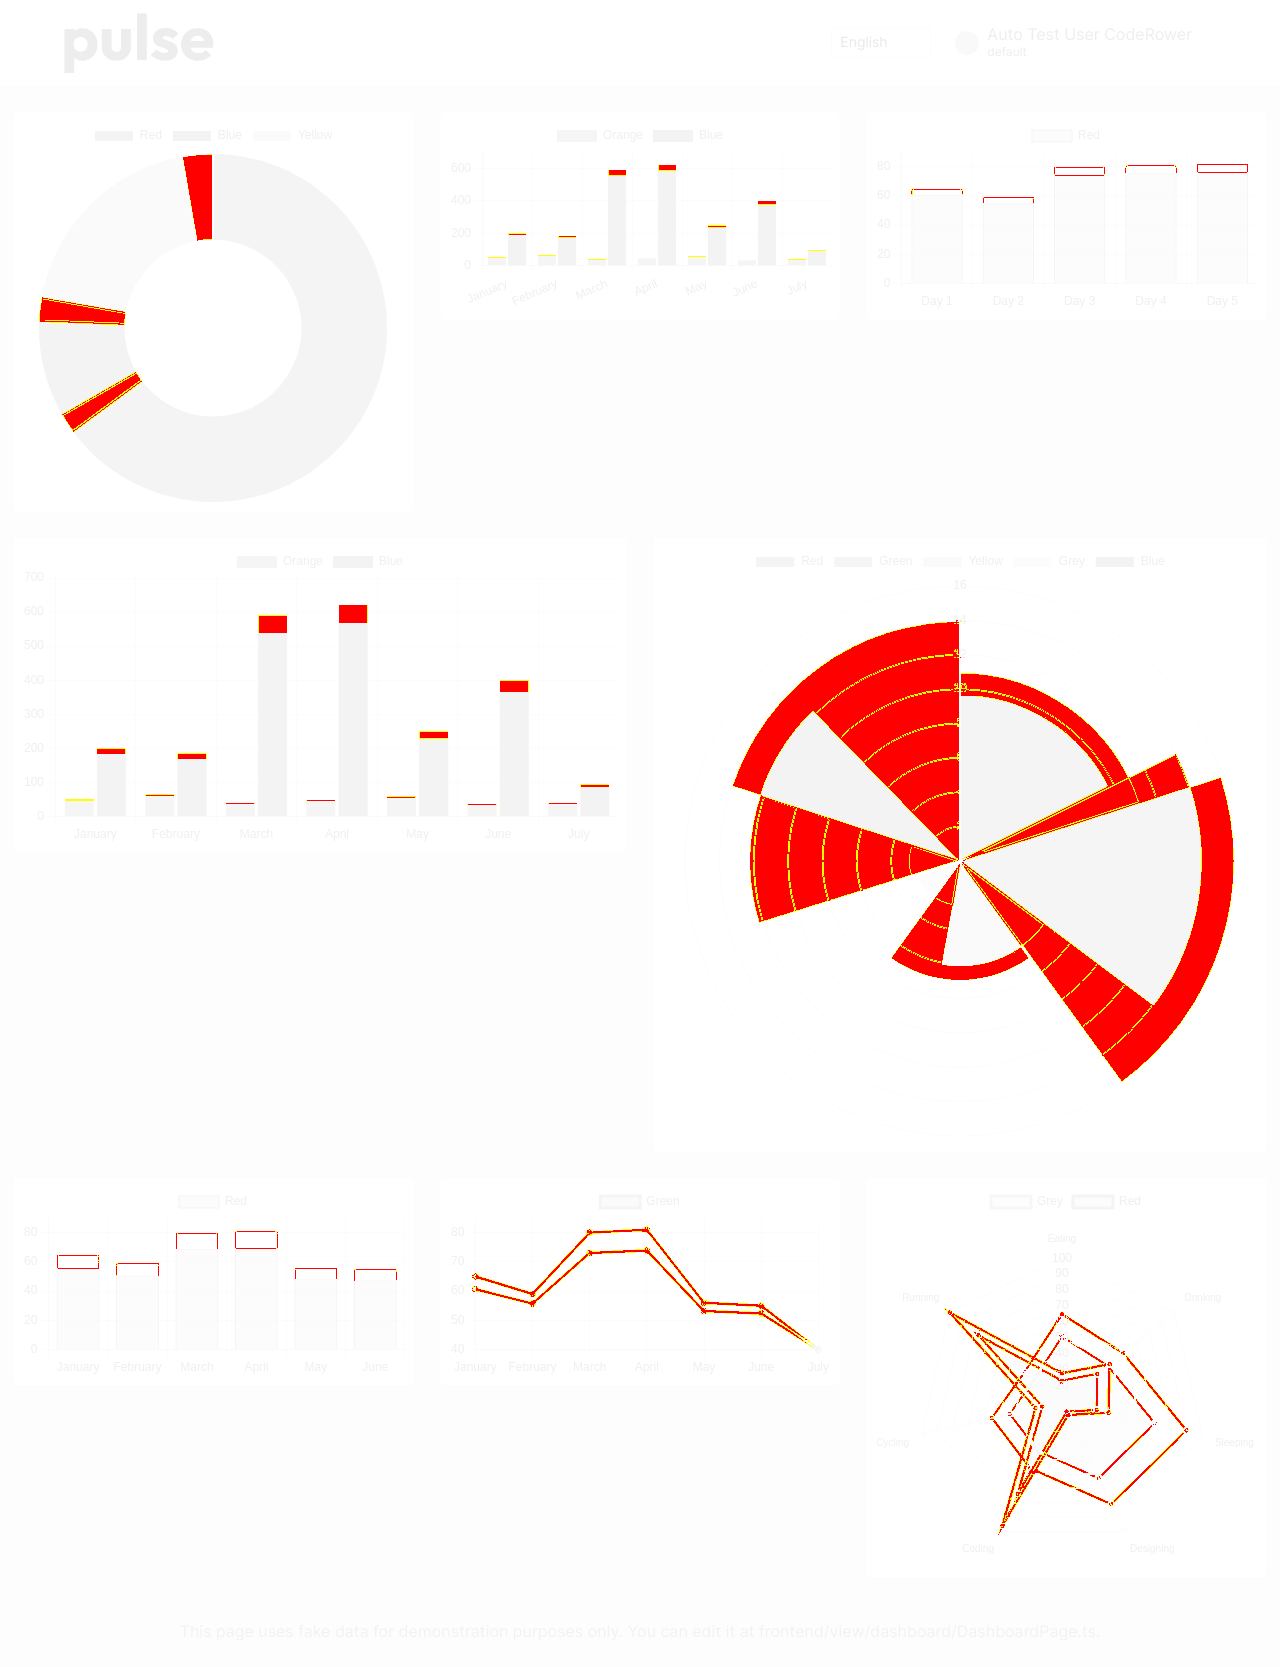 pulse
English
Auto Test User CodeRower
default
Red Blue Yellow
Orange Blue
600
400
200
0
January February March April May June July
Red
80
60
40
20
0
Day 1 Day 2 Day 3 Day 4 Day 5
Orange Blue
700
600
500
400
300
200
100
0
January February March April May June July
Red Green Yellow Grey Blue
16
Red
80
60
40
20
0
January February March April May June
Green
80
70
60
50
40
January February March April May June July
Grey Red
Eating
100
90
80
70
Running Drinking
Cycling Sleeping
Coding Designing
This page uses fake data for demonstration purposes only. You can edit it at frontend/view/dashboard/DashboardPage.ts.